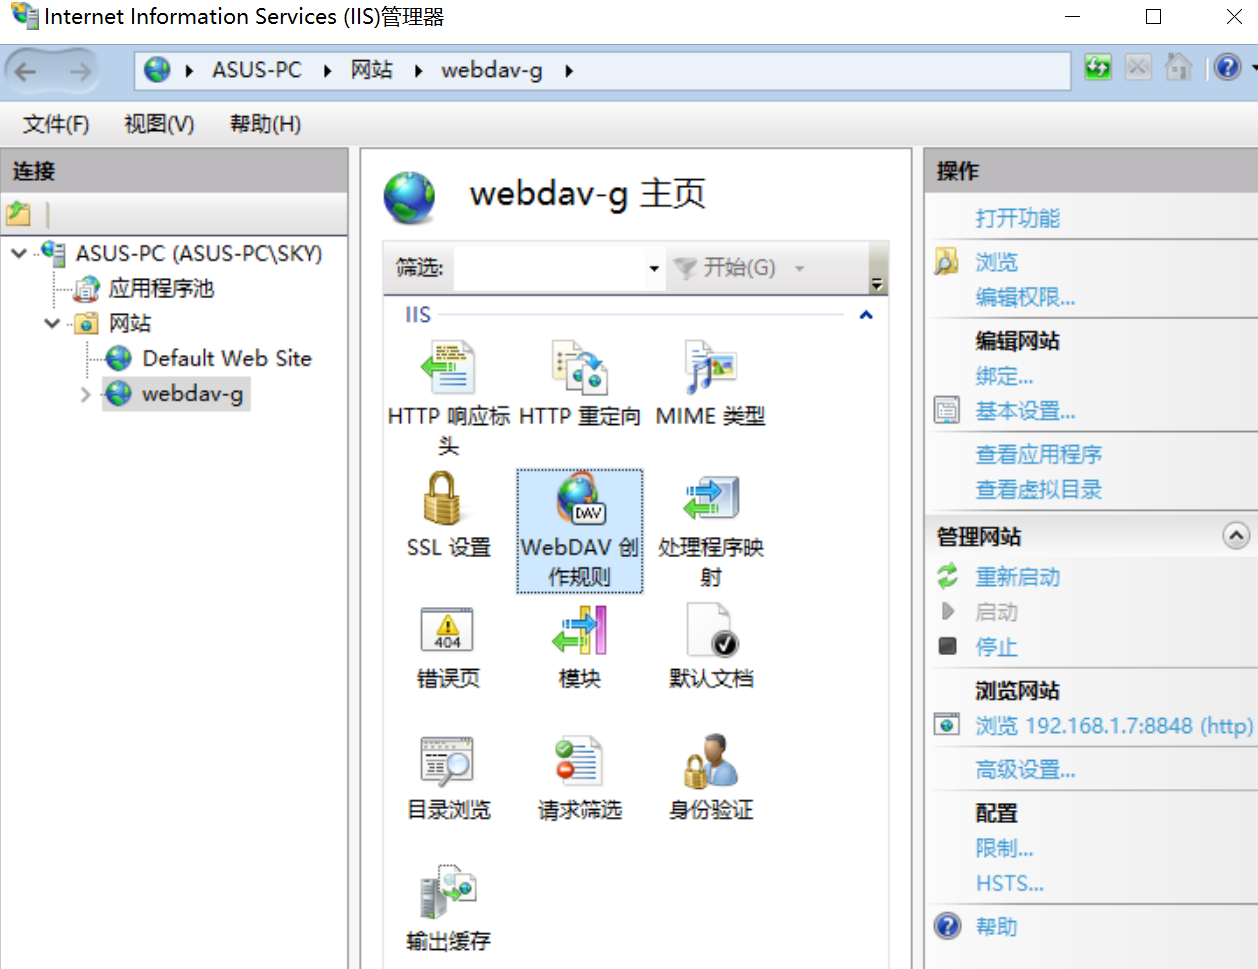 Internet Information Services (IIS)管理器
ASUS-PC
网站
webdav-g
文件(F)
视图(V)
帮助(H)
连接
ASUS-PC (ASUS-PC\SKY)
应用程序池
网站
Default Web Site
webdav-g
webdav-g 主页
筛选:
开始(G)
IIS
HTTP 响应标
头
HTTP 重定向
MIME 类型
SSL 设置
WebDAV 创
作规则
DAV
处理程序映
射
404
错误页
模块
默认文档
目录浏览
请求筛选
身份验证
输出缓存
操作
打开功能
浏览
编辑权限...
编辑网站
绑定...
基本设置...
查看应用程序
查看虚拟目录
管理网站
重新启动
启动
停止
浏览网站
浏览 192.168.1.7:8848 (http)
高级设置...
配置
限制...
HSTS...
帮助